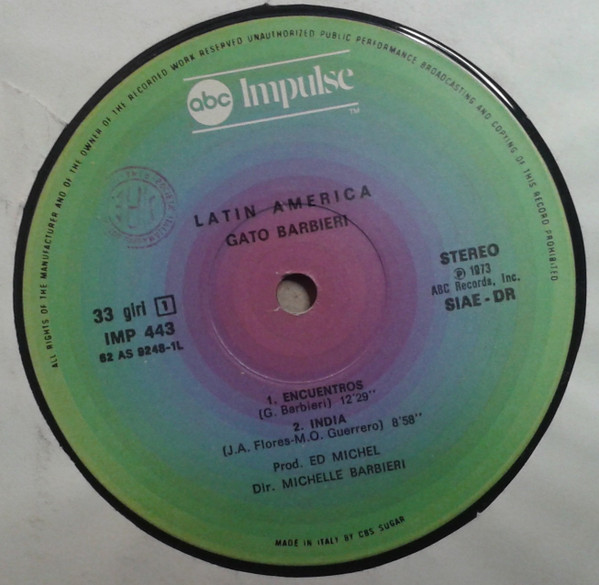 ALL RIGHTS OF THE MANUFACTURER AND OF THE OWNER OF THE RECORDED WORK RESERVED UNAUTHORIZED PUBLIC PERFORMANCE BROADCASTING AND COPYING OF THIS RECORD PROHIBITED
abc Impulse
TM
LATIN AMERICA
GATO BARBIERI
33 giri 1
IMP 443
62 AS 9248-1L
STEREO
℗ 1973
ABC Records, Inc.
SIAE - DR
1. ENCUENTROS
(G. Barbieri) 12'29''
2. INDIA
(J.A. Flores-M.O. Guerrero) 8'58''
Prod. ED MICHEL
Dir. MICHELLE BARBIERI
MADE IN ITALY BY CBS SUGAR